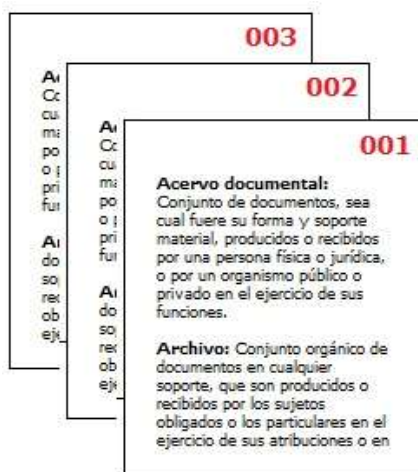 003
002
001
Acervo documental:
Conjunto de documentos, sea
cual fuere su forma y soporte
material, producidos o recibidos
por una persona física o jurídica,
o por un organismo público o
privado en el ejercicio de sus
funciones.
Archivo: Conjunto orgánico de
documentos en cualquier
soporte, que son producidos o
recibidos por los sujetos
obligados o los particulares en el
ejercicio de sus atribuciones o en